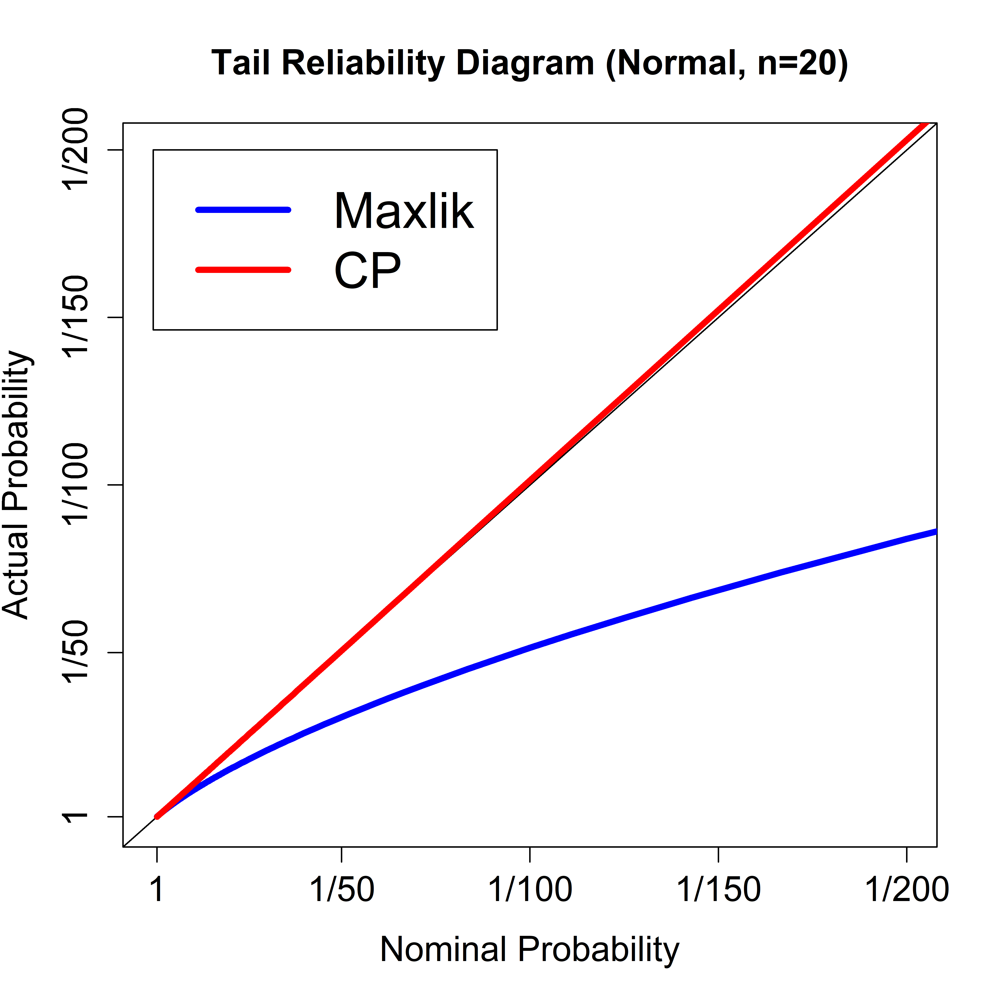 Tail Reliability Diagram (Normal, n=20)
Maxlik
CP
Actual Probability
1/200
1/150
1/100
1/50
1
1
1/50
1/100
1/150
1/200
Nominal Probability